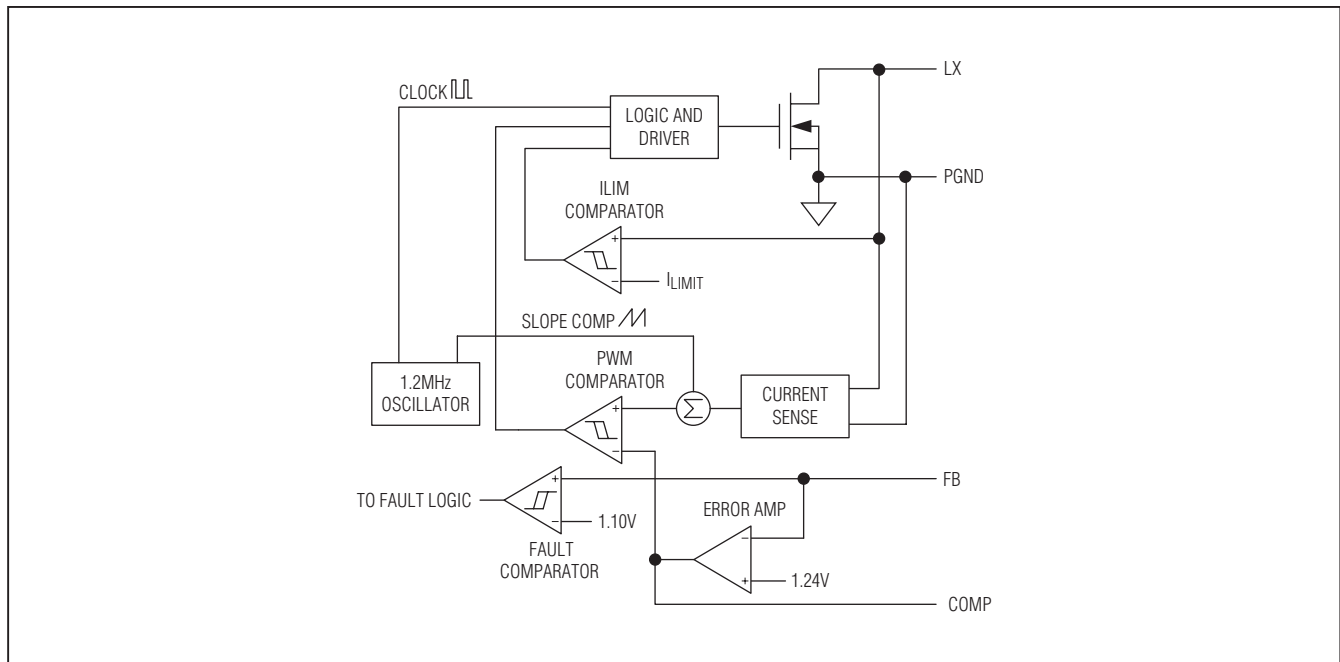 LX
CLOCK
LOGIC AND
DRIVER
PGND
ILIM
COMPARATOR
+
−
ILIMIT
SLOPE COMP
PWM
COMPARATOR
1.2MHz
OSCILLATOR
+
Σ
CURRENT
SENSE
−
FB
+
TO FAULT LOGIC
ERROR AMP
−
1.10V
−
FAULT
COMPARATOR
+
1.24V
COMP